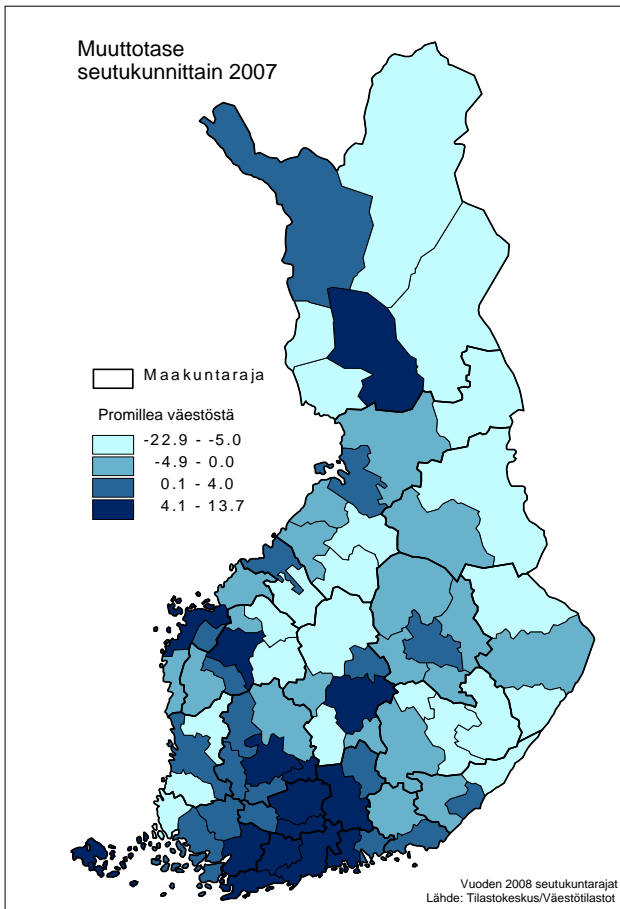 Muuttotase
seutukunnittain 2007
Maakuntaraja
Promillea väestöstä
-22.9 - -5.0
-4.9 - 0.0
0.1 - 4.0
4.1 - 13.7
Vuoden 2008 seutukuntarajat
Lähde: Tilastokeskus/Väestötilastot